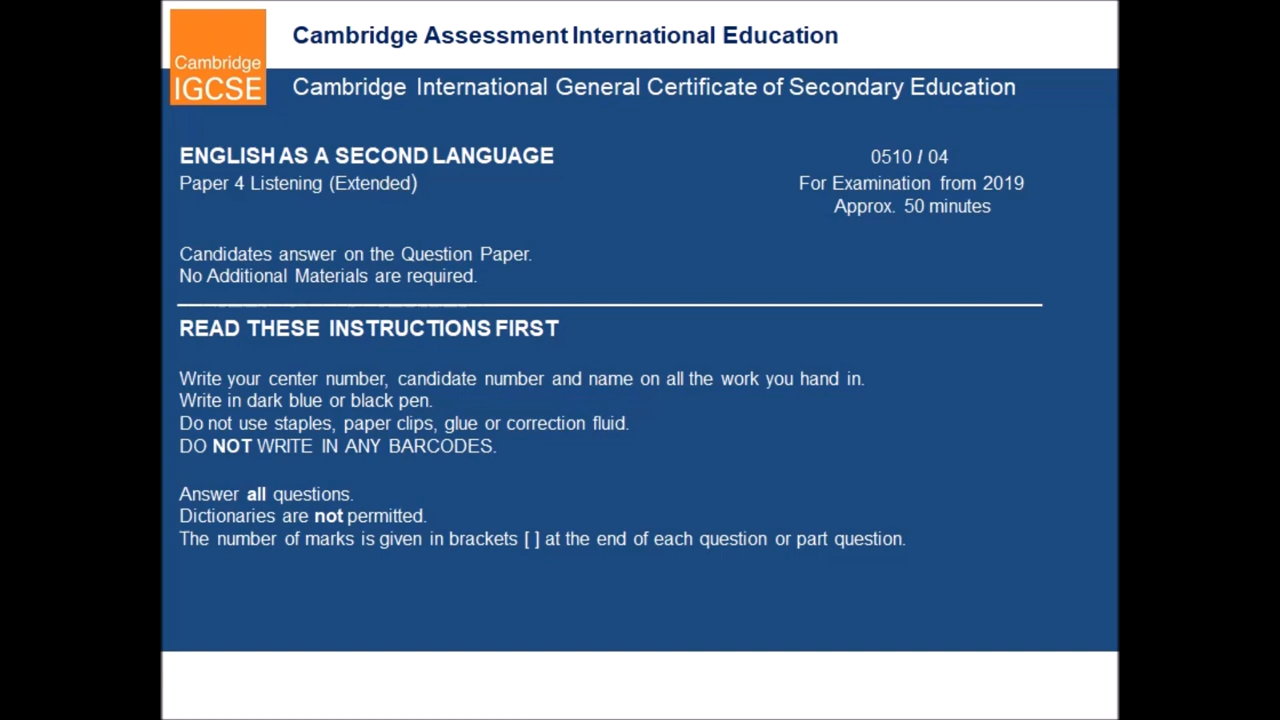 Cambridge
IGCSE
Cambridge Assessment International Education
Cambridge International General Certificate of Secondary Education
ENGLISH AS A SECOND LANGUAGE
0510 / 04
Paper 4 Listening (Extended)
For Examination from 2019
Approx. 50 minutes
Candidates answer on the Question Paper.
No Additional Materials are required.
READ THESE INSTRUCTIONS FIRST
Write your center number, candidate number and name on all the work you hand in.
Write in dark blue or black pen.
Do not use staples, paper clips, glue or correction fluid.
DO NOT WRITE IN ANY BARCODES.
Answer all questions.
Dictionaries are not permitted.
The number of marks is given in brackets [ ] at the end of each question or part question.